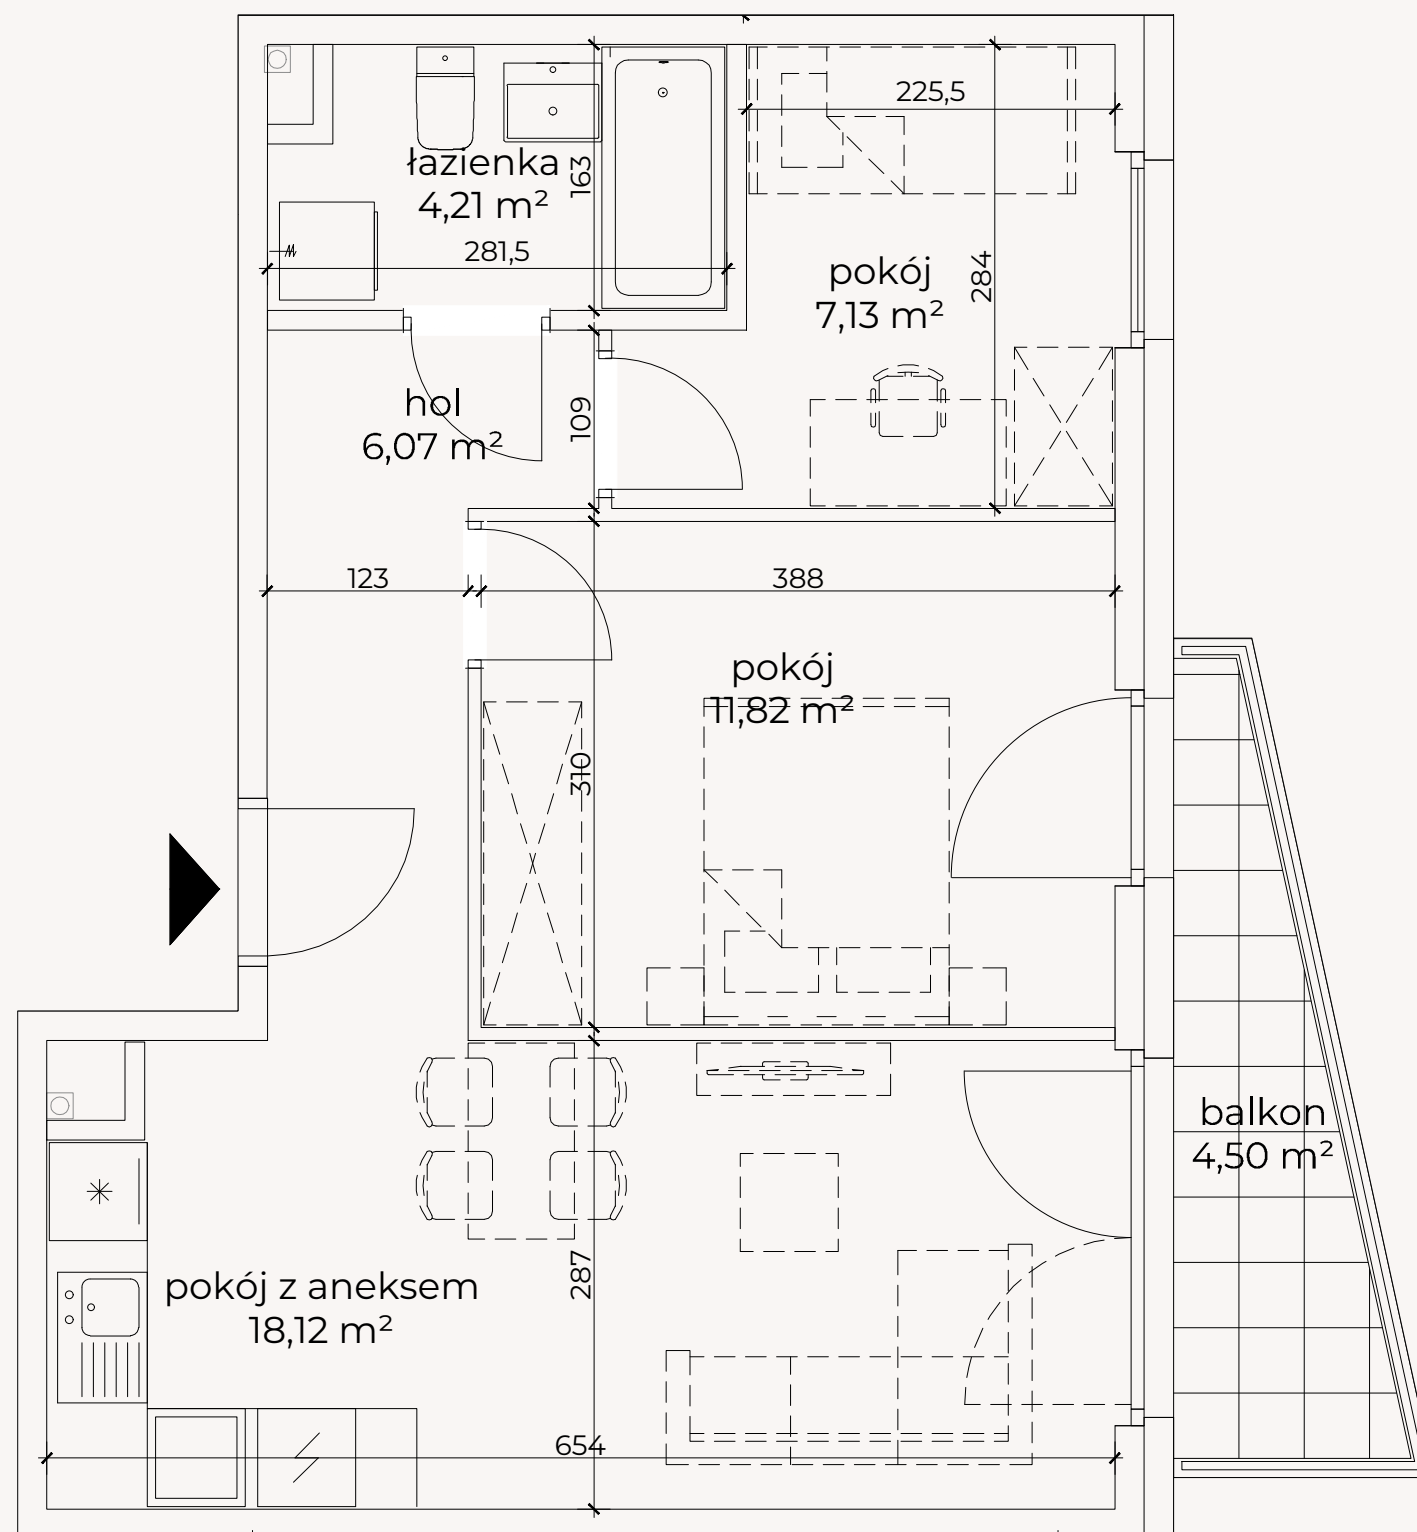 225,5
łazienka
4,21 m²
163
281,5
pokój
7,13 m²
284
hol
6,07 m²
109
123
388
pokój
11,82 m²
310
balkon
4,50 m²
pokój z aneksem
18,12 m²
287
654